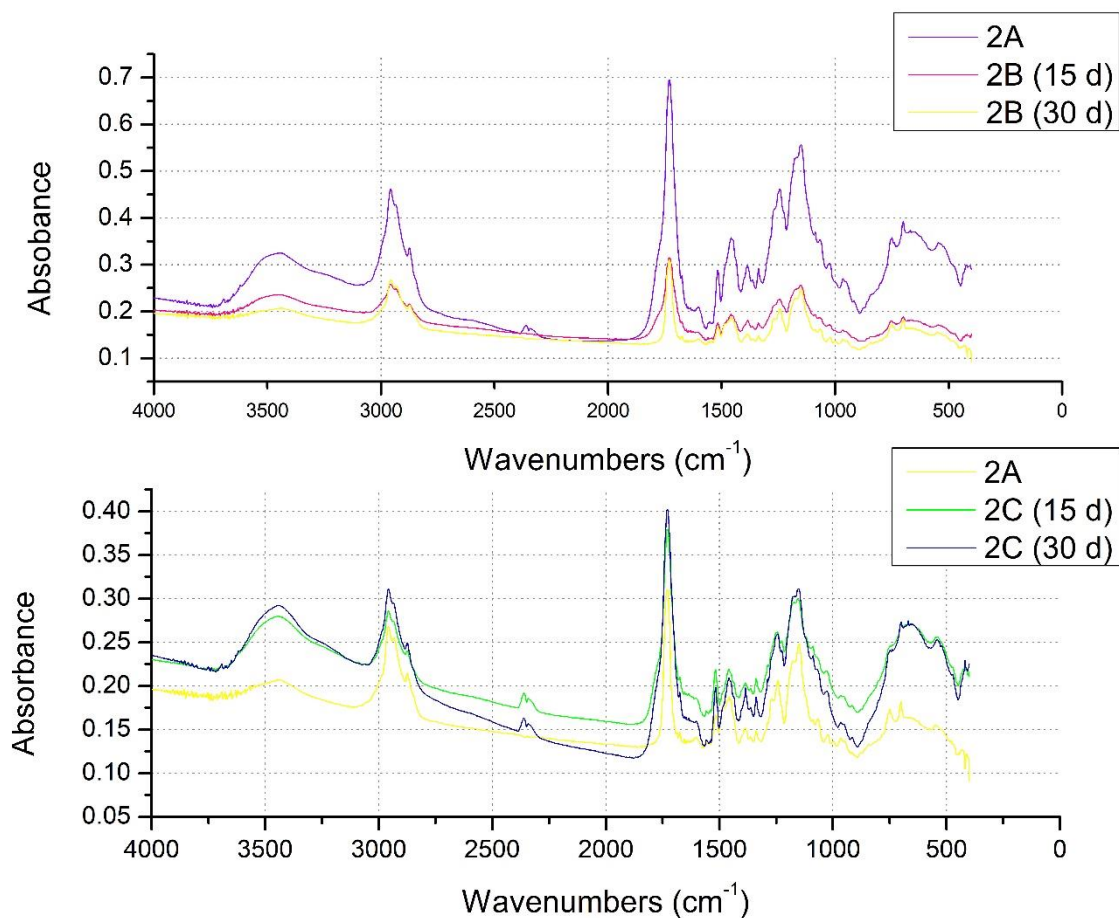 2A
2B (15 d)
2B (30 d)
0.7
0.6
0.5
0.4
0.3
0.2
0.1
Absobance
4000 3500 3000 2500 2000 1500 1000 500 0
Wavenumbers (cm⁻¹)
2A
2C (15 d)
2C (30 d)
0.40
0.35
0.30
0.25
0.20
0.15
0.10
0.05
Absorbance
4000 3500 3000 2500 2000 1500 1000 500 0
Wavenumbers (cm⁻¹)